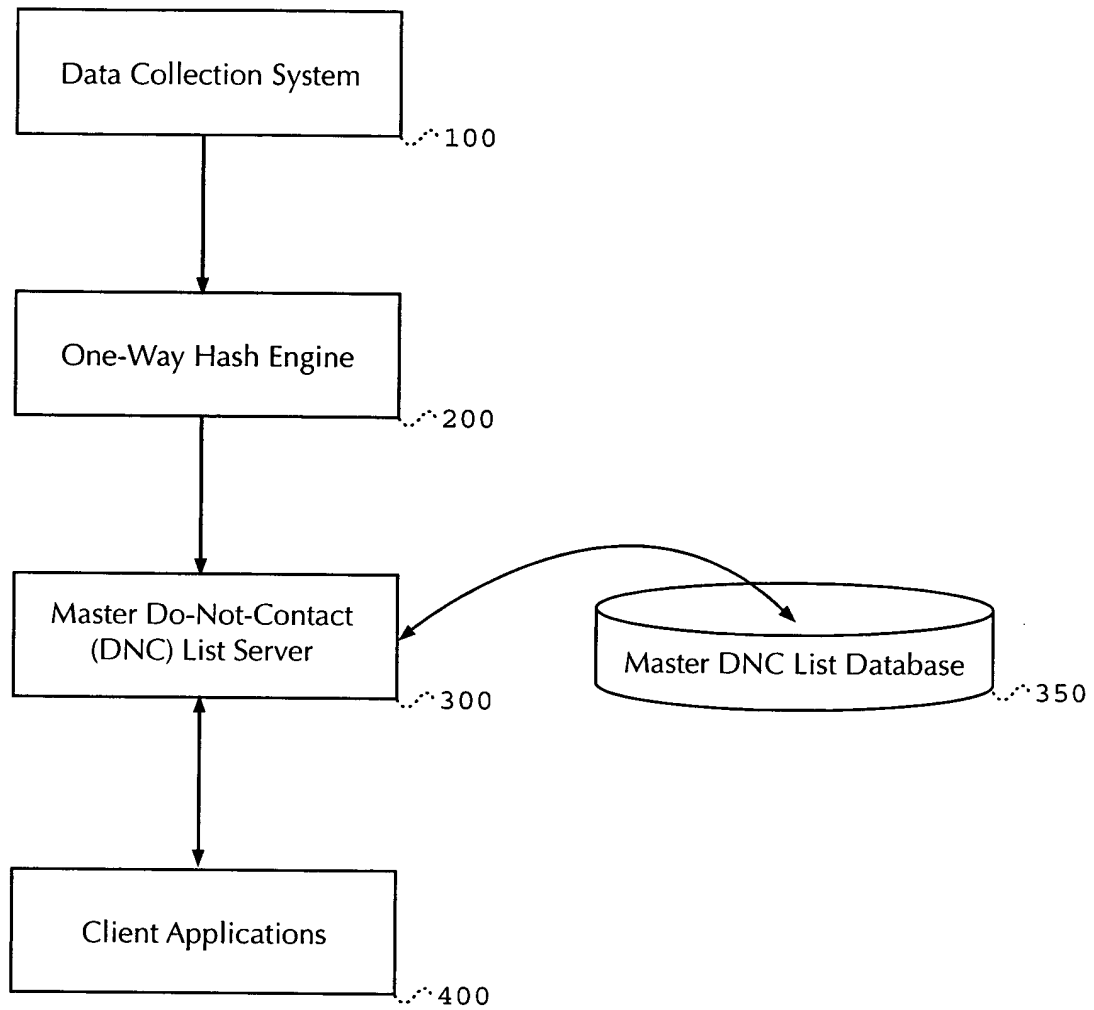 Data Collection System
100
One-Way Hash Engine
200
Master Do-Not-Contact
(DNC) List Server
300
Master DNC List Database
350
Client Applications
400